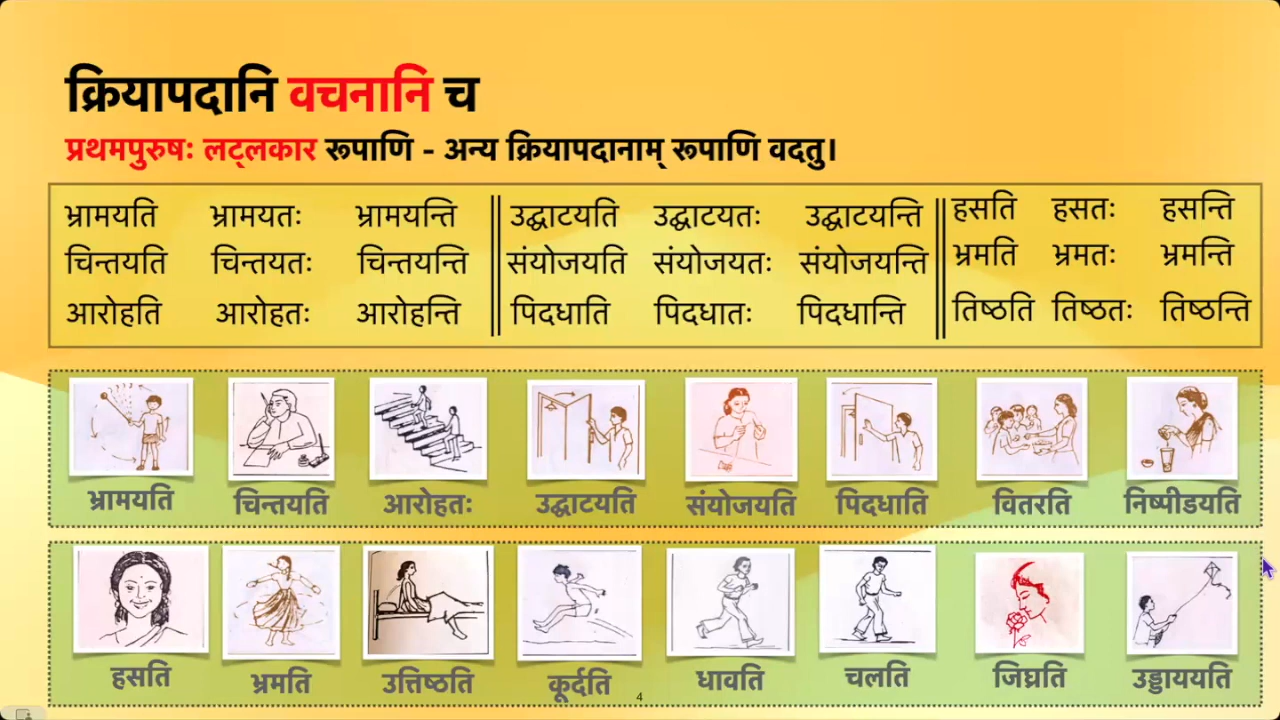 क्रियापदानि वचनानि च
प्रथमपुरुषः लट्लकार रूपाणि - अन्य क्रियापदानाम् रूपाणि वदतु।
भ्रामयति भ्रामयतः भ्रामयन्ति उद्घाटयति उद्घाटयतः उद्घाटयन्ति हसति हसतः हसन्ति
चिन्तयति चिन्तयतः चिन्तयन्ति संयोजयति संयोजयतः संयोजयन्ति भ्रमति भ्रमतः भ्रमन्ति
आरोहति आरोहतः आरोहन्ति पिदधाति पिदधातः पिदधान्ति तिष्ठति तिष्ठतः तिष्ठन्ति
भ्रामयति चिन्तयति आरोहतः उद्घाटयति संयोजयति पिदधाति वितरति निष्पीडयति
हसति भ्रमति उत्तिष्ठति कूर्दति धावति चलति जिघ्रति उड्डाययति
4